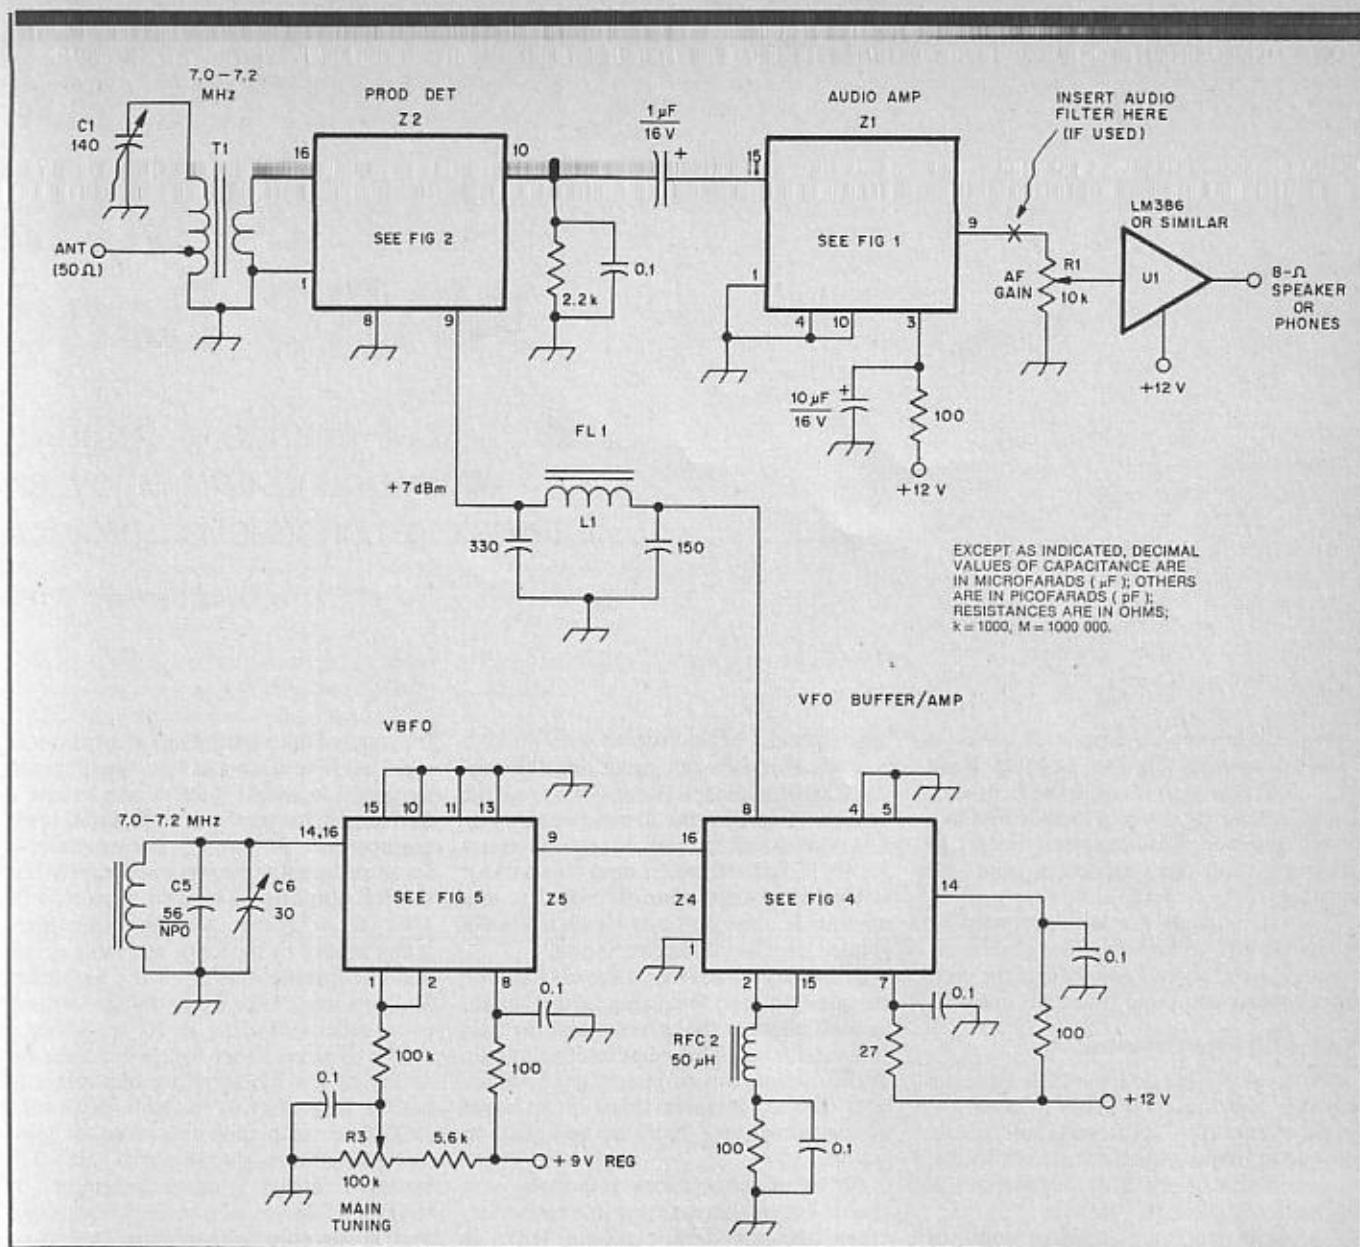 7.0-7.2
MHz
C1
140
T1
ANT
(50Ω)
PROD DET
Z2
16
10
SEE FIG 2
1
8
9
1 µF
16 V
+
2.2 k
0.1
AUDIO AMP
Z1
15
9
SEE FIG 1
1
4
10
3
INSERT AUDIO
FILTER HERE
(IF USED)
LM386
OR SIMILAR
R1
AF
GAIN
10 k
U1
8-Ω
SPEAKER
OR
PHONES
+12 V
10 µF
16 V
+
100
+12 V
FL1
+7 dBm
L1
330
150
EXCEPT AS INDICATED, DECIMAL
VALUES OF CAPACITANCE ARE
IN MICROFARADS ( µF ); OTHERS
ARE IN PICOFARADS ( pF );
RESISTANCES ARE IN OHMS;
k = 1000, M = 1000 000.
VBFO
VFO BUFFER/AMP
15
10
11
13
8
4
5
7.0-7.2 MHz
14,16
9
16
14
C5
56
NPO
C6
30
SEE FIG 5
Z5
Z4
SEE FIG 4
1
1
2
8
2
15
7
0.1
0.1
0.1
100 k
100
RFC 2
50 µH
27
100
+12 V
0.1
R3
100k
5.6 k
+ 9 V REG
100
0.1
MAIN
TUNING